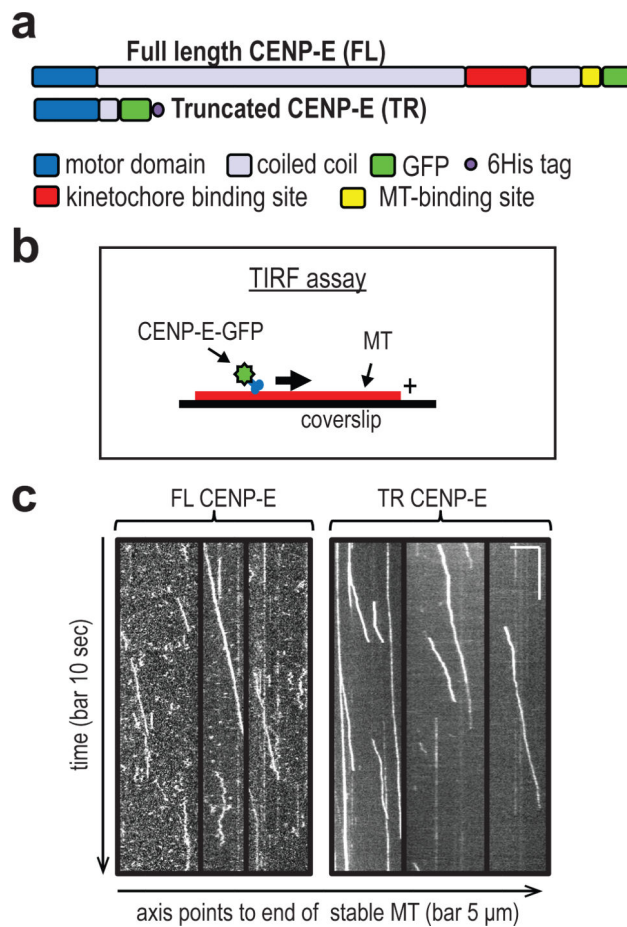 a
Full length CENP-E (FL)
Truncated CENP-E (TR)
motor domain coiled coil GFP 6His tag
kinetochore binding site MT-binding site
b
TIRF assay
CENP-E-GFP MT
+
coverslip
c
FL CENP-E TR CENP-E
time (bar 10 sec)
axis points to end of stable MT (bar 5 µm)